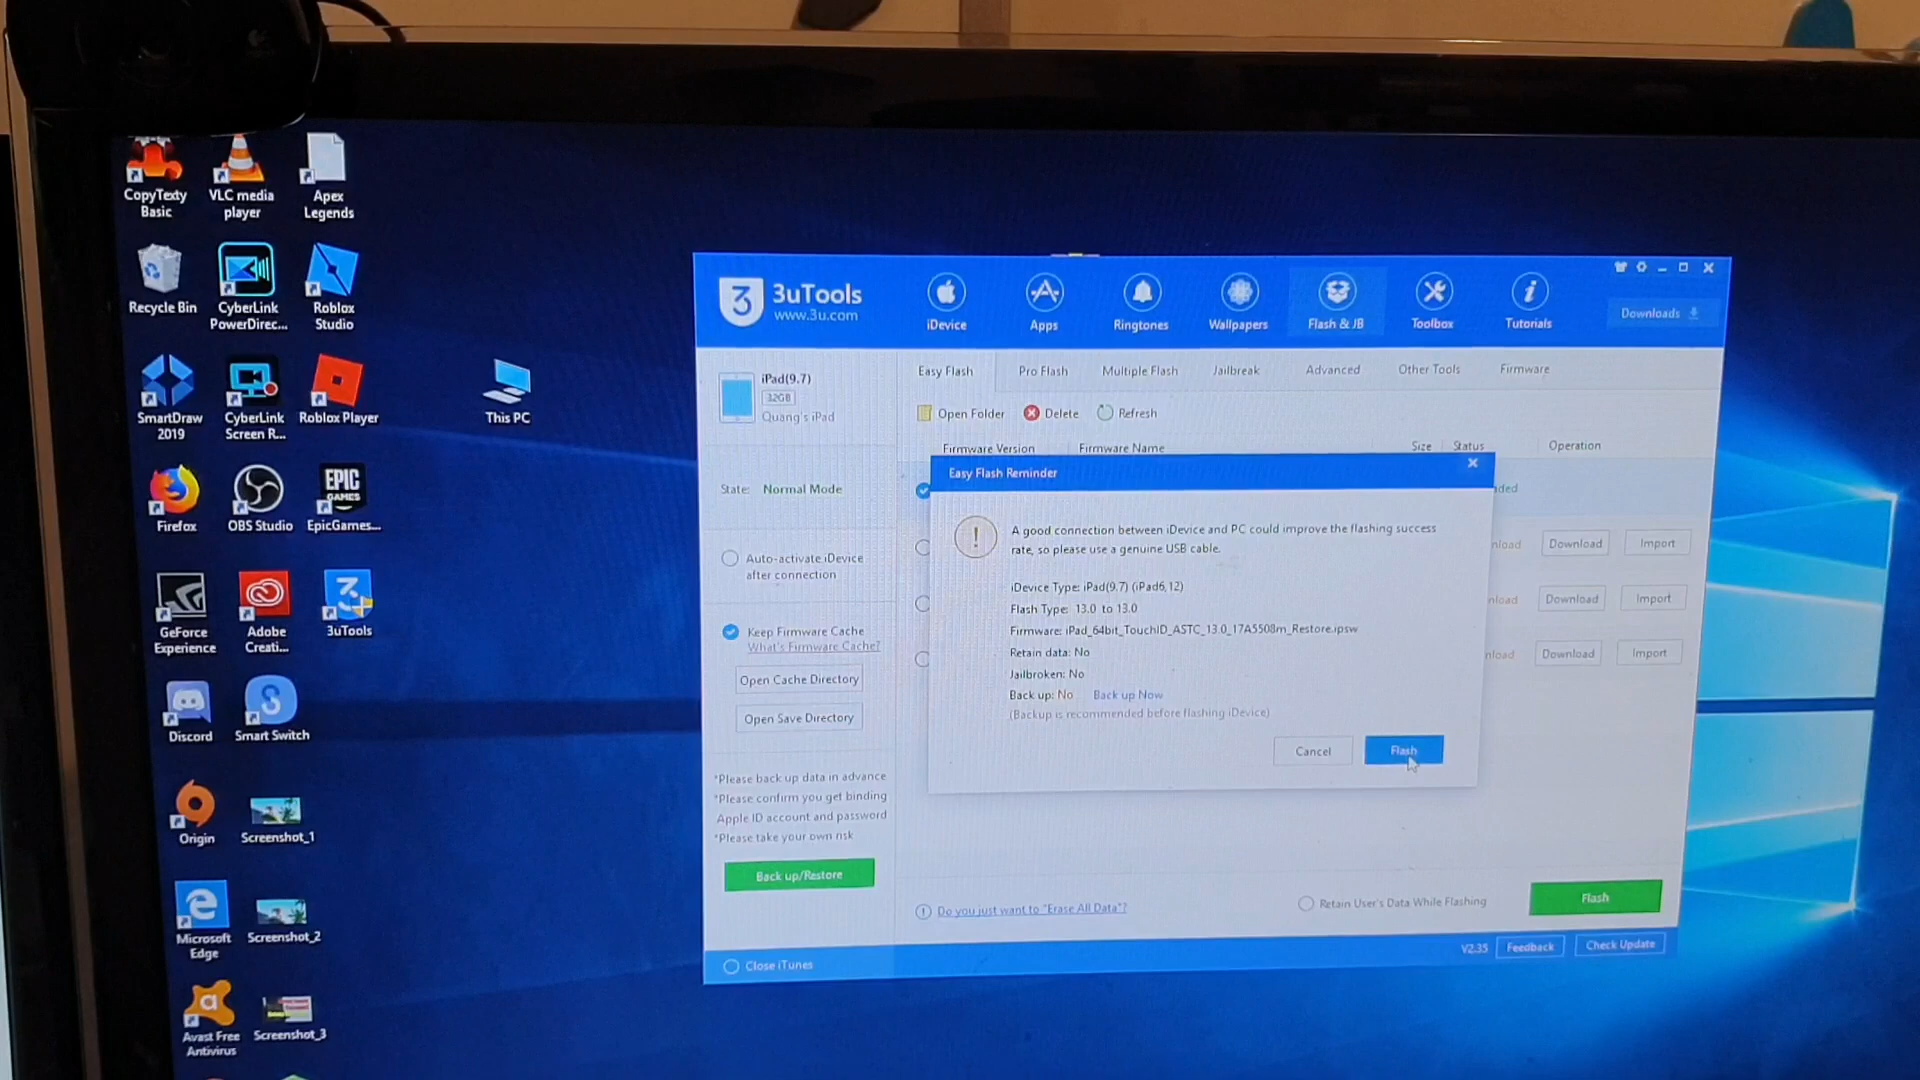 CopyTexty
Basic
VLC media
player
Apex
Legends
Recycle Bin
CyberLink
PowerDirec...
Roblox
Studio
SmartDraw
2019
CyberLink
Screen R...
Roblox Player
This PC
Firefox
OBS Studio
EPIC
GAMES
EpicGames...
GeForce
Experience
Adobe
Creati...
3uTools
Discord
Smart Switch
Origin
Screenshot_1
Microsoft
Edge
Screenshot_2
Avast Free
Antivirus
Screenshot_3
3uTools
www.3u.com
iDevice
Apps
Ringtones
Wallpapers
Flash & JB
Toolbox
Tutorials
Downloads
iPad(9.7)
32GB
Quang's iPad
Easy Flash
Pro Flash
Multiple Flash
Jailbreak
Advanced
Other Tools
Firmware
Open Folder
Delete
Refresh
Firmware Version
Firmware Name
Size
Status
Operation
State: Normal Mode
Auto-activate iDevice
after connection
Keep Firmware Cache
What's Firmware Cache?
Open Cache Directory
Open Save Directory
*Please back up data in advance
*Please confirm you get binding
Apple ID account and password
*Please take your own risk
Back up/Restore
Easy Flash Reminder
A good connection between iDevice and PC could improve the flashing success
rate, so please use a genuine USB cable.
iDevice Type: iPad(9.7) (iPad6,12)
Flash Type: 13.0 to 13.0
Firmware: iPad_64bit_TouchID_ASTC_13.0_17A5508m_Restore.ipsw
Retain data: No
Jailbroken: No
Back up: No Back up Now
(Backup is recommended before flashing iDevice)
Cancel
Flash
Download
Import
Download
Import
Download
Import
Do you just want to "Erase All Data"?
Retain User's Data While Flashing
Flash
Close iTunes
V2.35
Feedback
Check Update